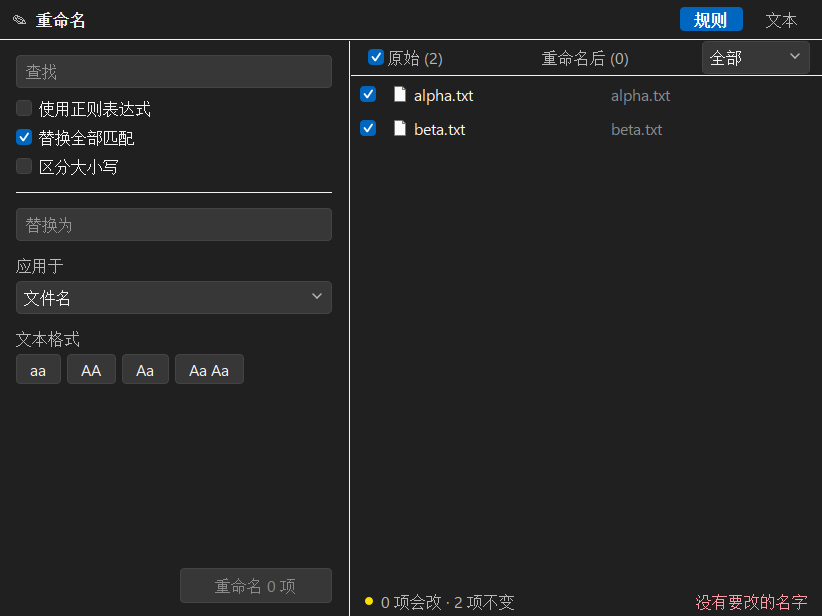 重命名
规则
文本
查找
使用正则表达式
替换全部匹配
区分大小写
替换为
应用于
文件名
文本格式
aa
AA
Aa
Aa Aa
重命名 0 项
原始 (2)
重命名后 (0)
全部
alpha.txt
alpha.txt
beta.txt
beta.txt
0 项会改 · 2 项不变
没有要改的名字